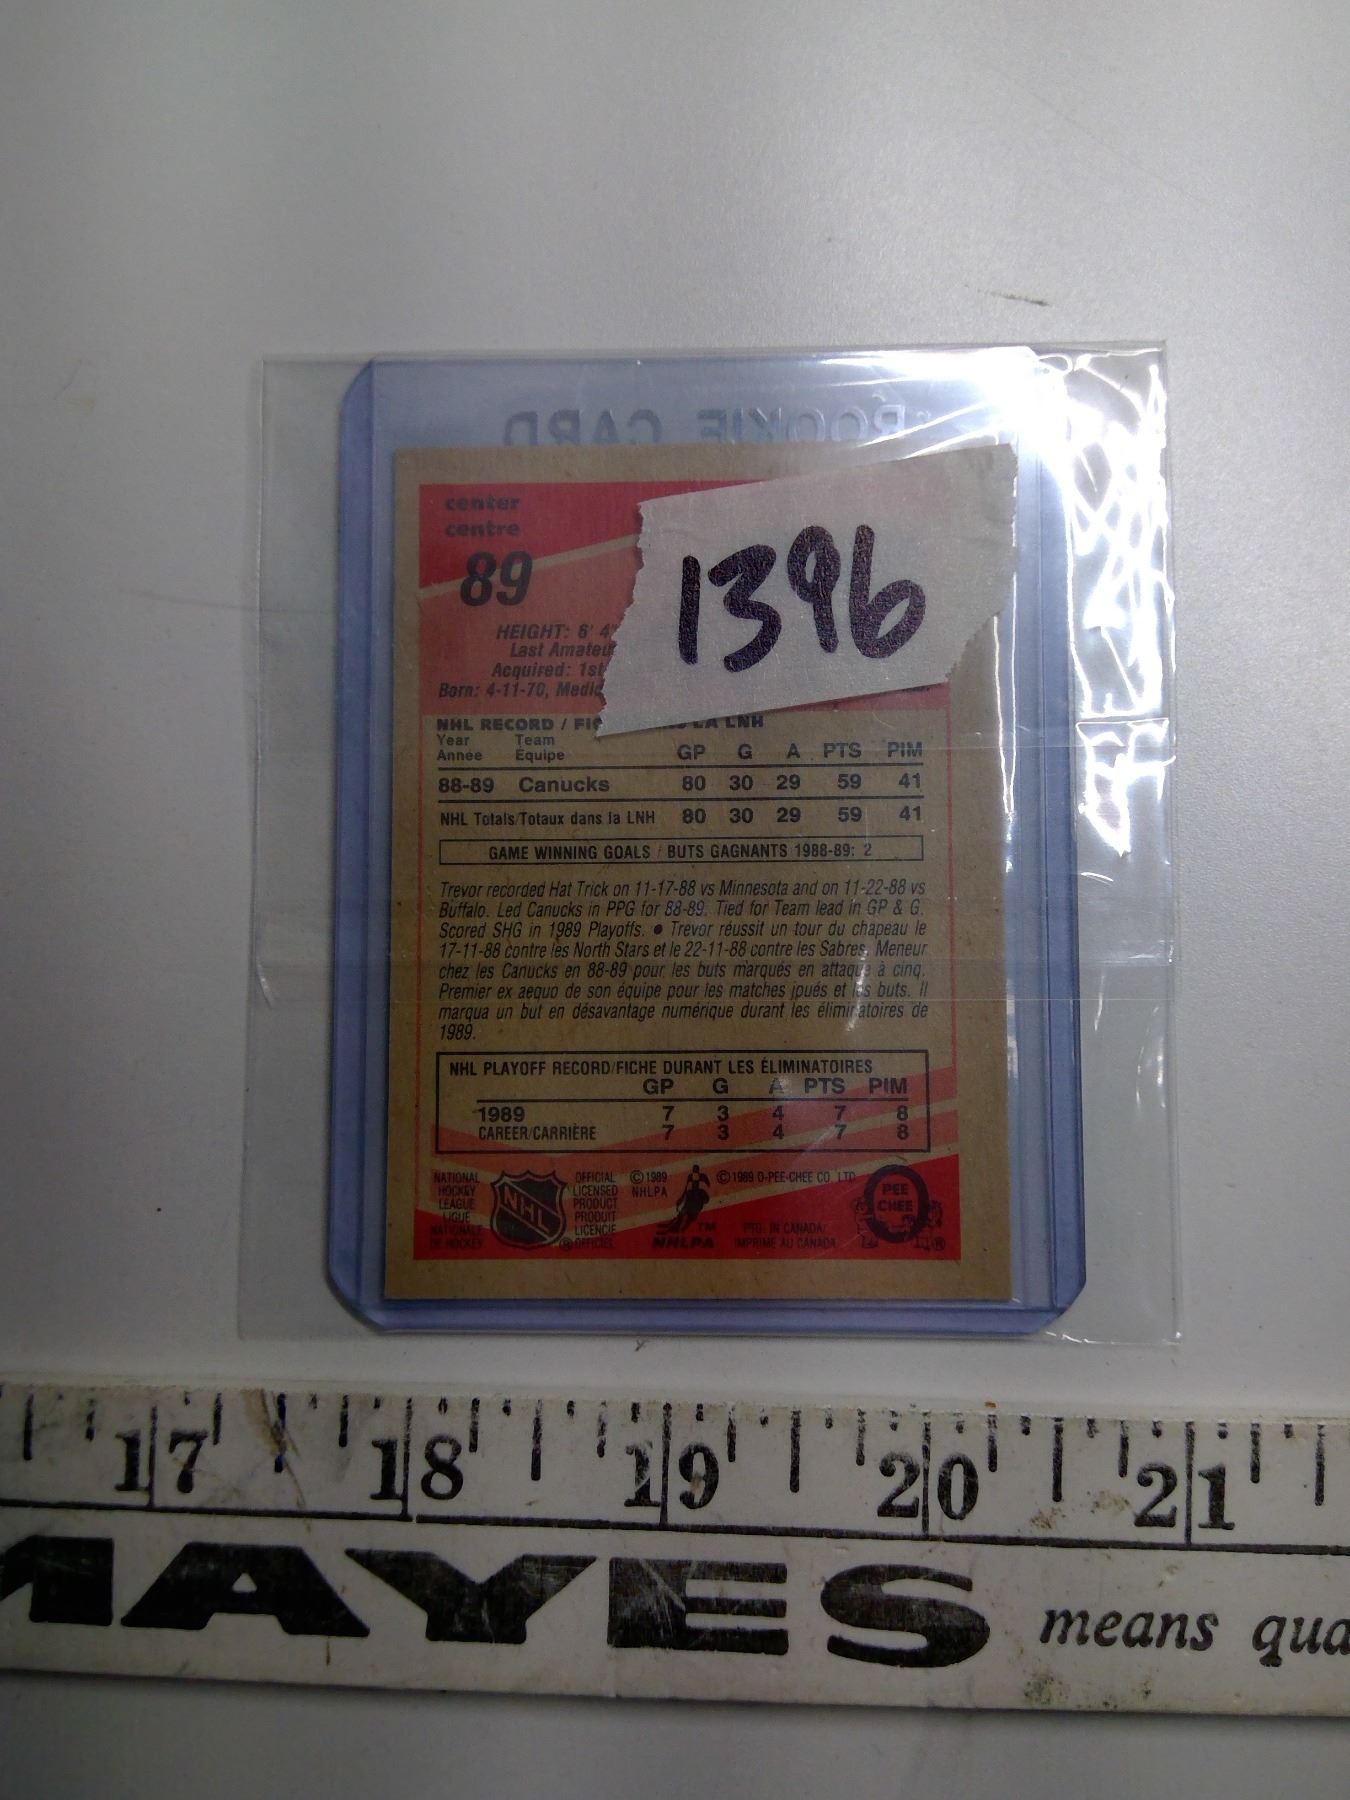 ROOKIE CARD
center
centre
89
1396
HEIGHT: 6' 4"
Last Amateu
Acquired: 1st
Born: 4-11-70, Medic
NHL RECORD / FIC LA LNH
Year Team
Année Équipe GP G A PTS PIM
88-89 Canucks 80 30 29 59 41
NHL Totals/Totaux dans la LNH 80 30 29 59 41
GAME WINNING GOALS / BUTS GAGNANTS 1988-89: 2
Trevor recorded Hat Trick on 11-17-88 vs Minnesota and on 11-22-88 vs
Buffalo. Led Canucks in PPG for 88-89. Tied for Team lead in GP & G.
Scored SHG in 1989 Playoffs. ● Trevor réussit un tour du chapeau le
17-11-88 contre les North Stars et le 22-11-88 contre les Sabres. Meneur
chez les Canucks en 88-89 pour les buts marqués en attaque à cinq.
Premier ex aequo de son équipe pour les matches joués et les buts. Il
marqua un but en désavantage numérique durant les éliminatoires de
1989.
NHL PLAYOFF RECORD/FICHE DURANT LES ÉLIMINATOIRES
GP G A PTS PIM
1989 7 3 4 7 8
CAREER/CARRIÈRE 7 3 4 7 8
NATIONAL
HOCKEY
LEAGUE
LIGUE
NATIONALE
DE HOCKEY
NHL
®
OFFICIAL
LICENSED
PRODUCT
PRODUIT
LICENCIÉ
OFFICIEL
© 1989
NHLPA
TM
NHLPA
© 1989 O-PEE-CHEE CO. LTD.
PTD. IN CANADA/
IMPRIMÉ AU CANADA
PEE
CHEE
®
17 18 19 20 21
MAYES means qua